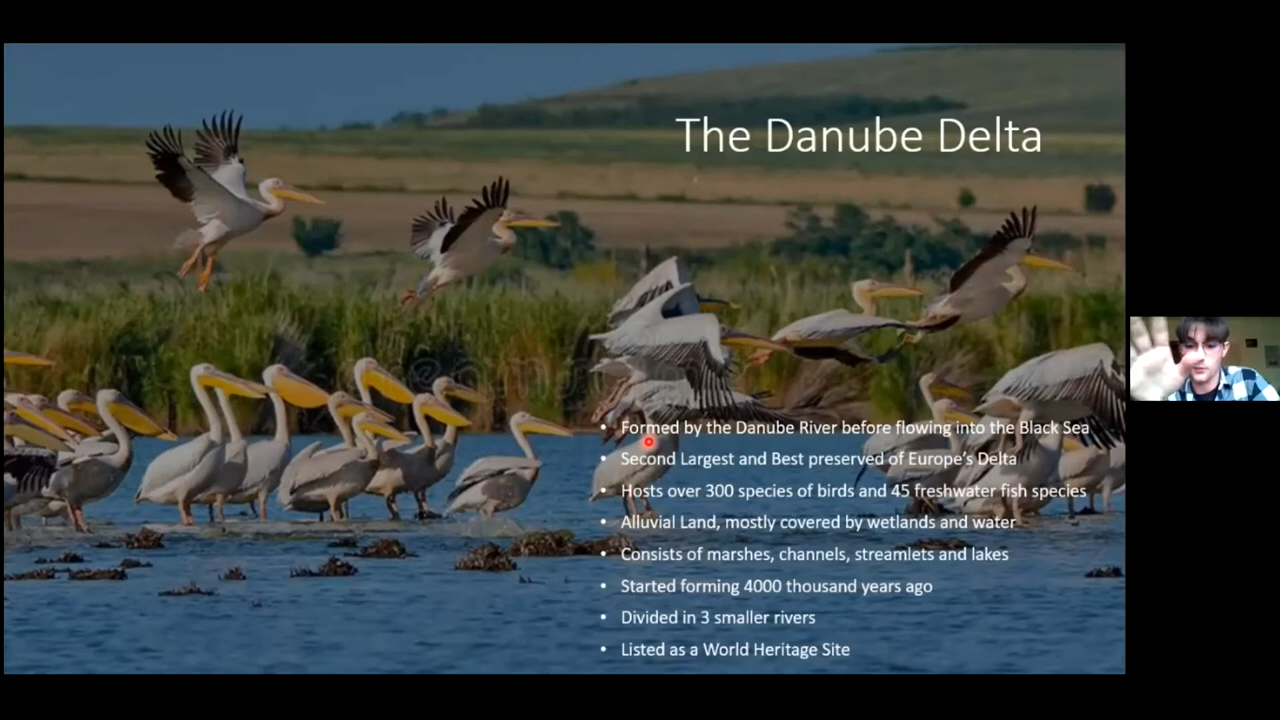 The Danube Delta
• Formed by the Danube River before flowing into the Black Sea
• Second Largest and Best preserved of Europe's Delta
• Hosts over 300 species of birds and 45 freshwater fish species
• Alluvial Land, mostly covered by wetlands and water
• Consists of marshes, channels, streamlets and lakes
• Started forming 4000 thousand years ago
• Divided in 3 smaller rivers
• Listed as a World Heritage Site